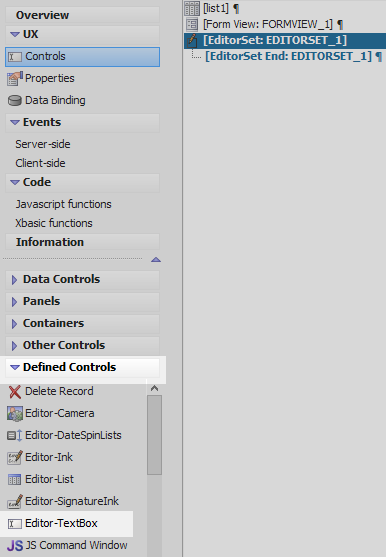 Overview
UX
Controls
Properties
Data Binding
Events
Server-side
Client-side
Code
Javascript functions
Xbasic functions
Information
Data Controls
Panels
Containers
Other Controls
Defined Controls
Delete Record
Editor-Camera
Editor-DateSpinLists
Editor-Ink
Editor-List
Editor-SignatureInk
Editor-TextBox
JS JS Command Window
[list1] ¶
[Form View: FORMVIEW_1] ¶
[EditorSet: EDITORSET_1]
[EditorSet End: EDITORSET_1] ¶